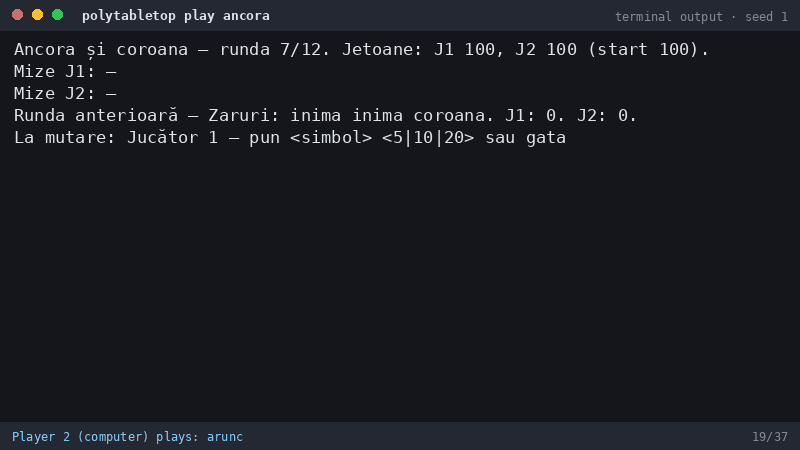 polytabletop play ancora
terminal output · seed 1
Ancora și coroana — runda 7/12. Jetoane: J1 100, J2 100 (start 100).
Mize J1: —
Mize J2: —
Runda anterioară — Zaruri: inima inima coroana. J1: 0. J2: 0.
La mutare: Jucător 1 — pun <simbol> <5|10|20> sau gata
Player 2 (computer) plays: arunc
19/37